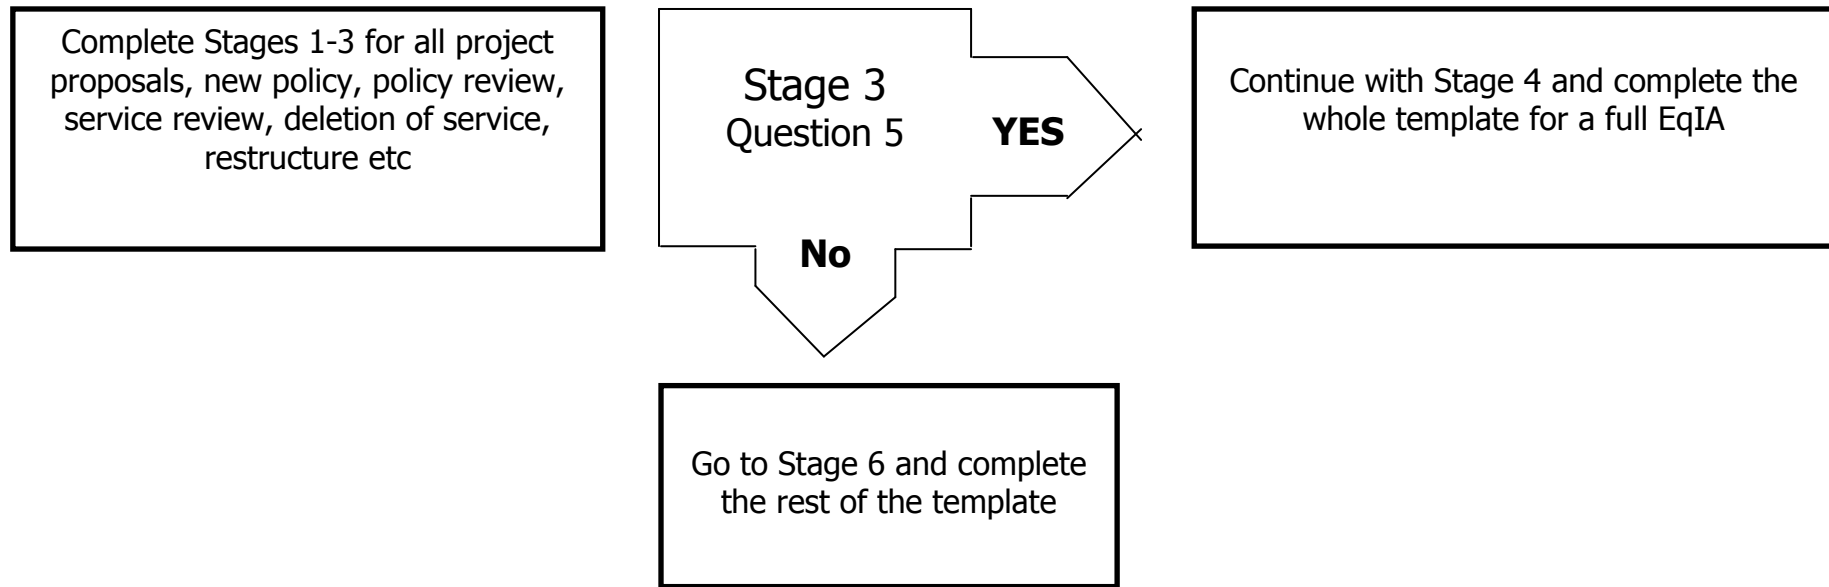 Complete Stages 1-3 for all project
proposals, new policy, policy review,
service review, deletion of service,
restructure etc
Stage 3
Question 5
YES
No
Continue with Stage 4 and complete the
whole template for a full EqIA
Go to Stage 6 and complete
the rest of the template